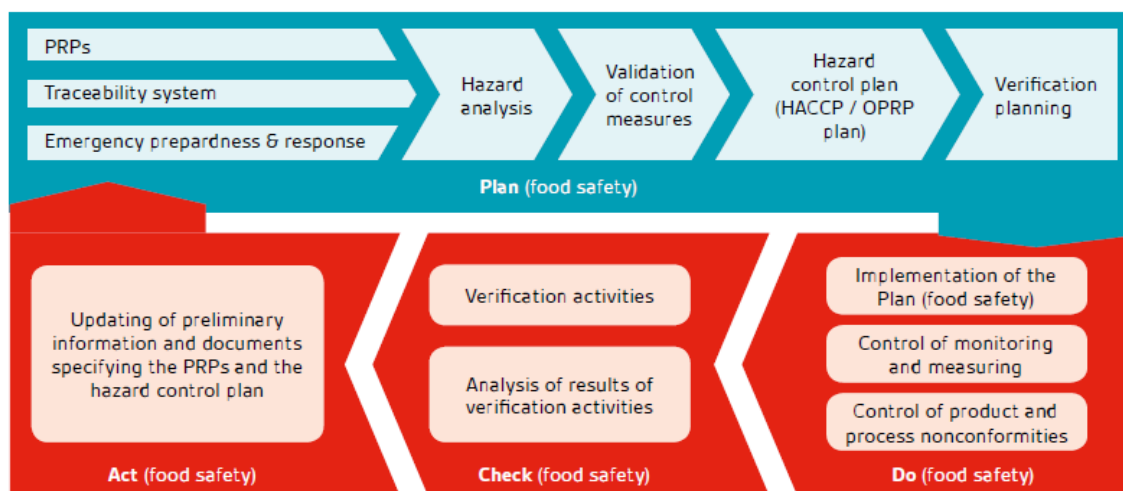 PRPs
Traceability system
Emergency prepardness & response
Hazard
analysis
Validation
of control
measures
Hazard
control plan
(HACCP / OPRP
plan)
Verification
planning
Plan (food safety)
Implementation of the
Plan (food safety)
Control of monitoring
and measuring
Control of product and
process nonconformities
Do (food safety)
Verification activities
Analysis of results of
verification activities
Check (food safety)
Updating of preliminary
information and documents
specifying the PRPs and the
hazard control plan
Act (food safety)